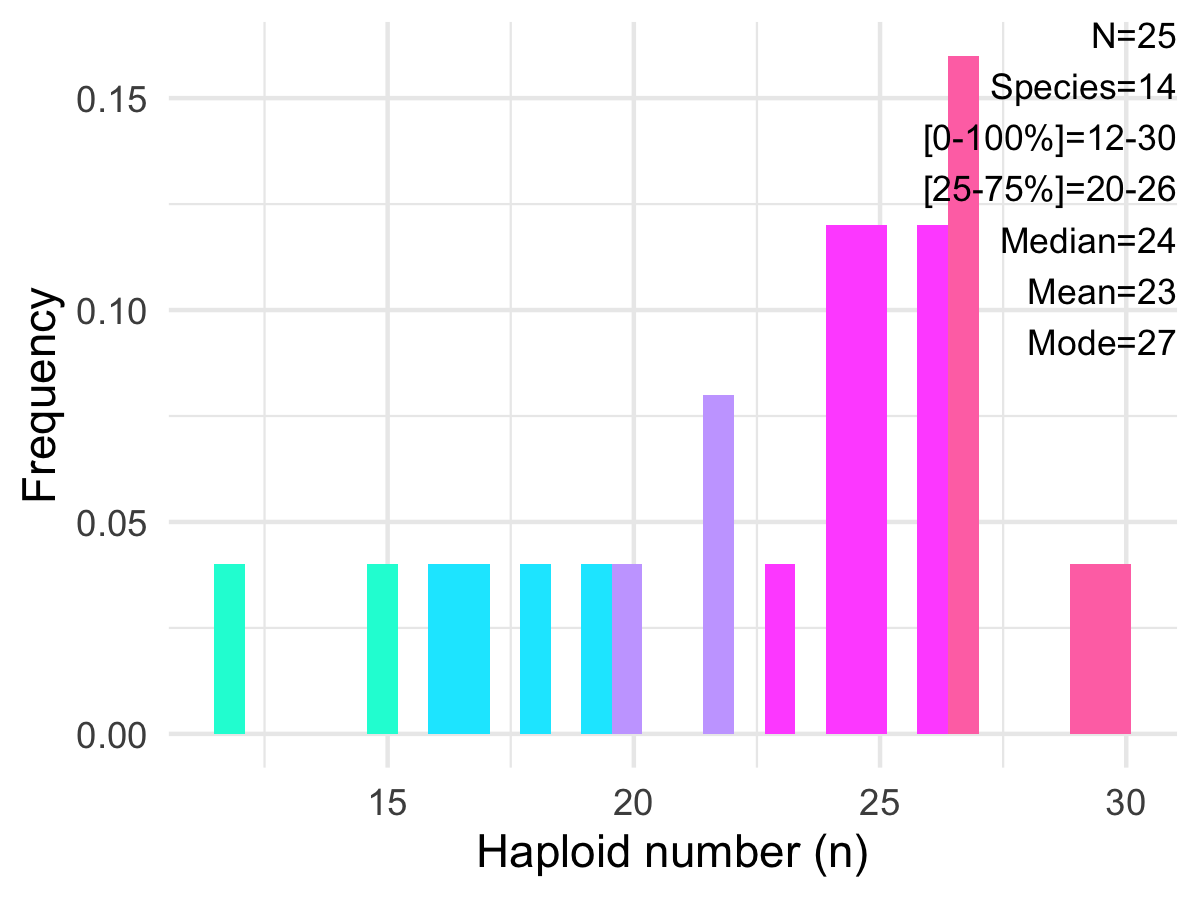 N=25
Species=14
[0-100%]=12-30
[25-75%]=20-26
Median=24
Mean=23
Mode=27
Frequency
0.15
0.10
0.05
0.00
15 20 25 30
Haploid number (n)